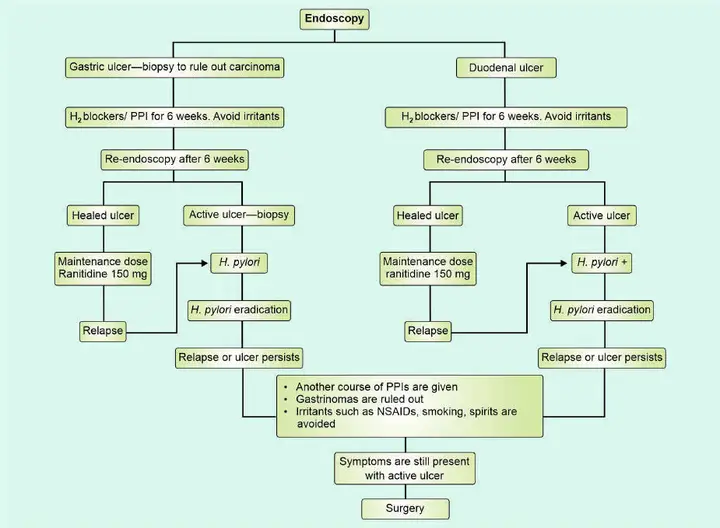 Endoscopy
Gastric ulcer—biopsy to rule out carcinoma
Duodenal ulcer
H2 blockers/ PPI for 6 weeks. Avoid irritants
H2 blockers/ PPI for 6 weeks. Avoid irritants
Re-endoscopy after 6 weeks
Re-endoscopy after 6 weeks
Healed ulcer
Active ulcer—biopsy
Healed ulcer
Active ulcer
Maintenance dose
Ranitidine 150 mg
H. pylori
Maintenance dose
ranitidine 150 mg
H. pylori +
H. pylori eradication
H. pylori eradication
Relapse
Relapse
Relapse or ulcer persists
Relapse or ulcer persists
• Another course of PPIs are given
• Gastrinomas are ruled out
• Irritants such as NSAIDs, smoking, spirits are
avoided
Symptoms are still present
with active ulcer
Surgery